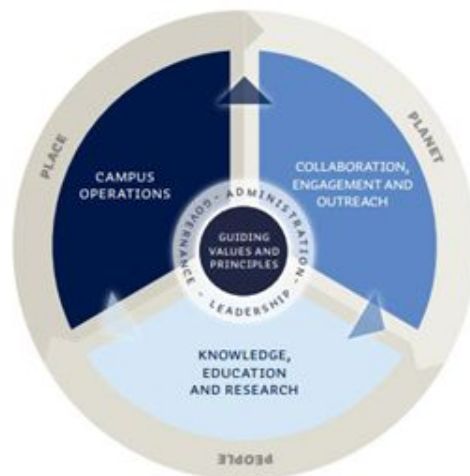 PLACE
PLANET
CAMPUS
OPERATIONS
COLLABORATION,
ENGAGEMENT AND
OUTREACH
GOVERNANCE - ADMINISTRATION - LEADERSHIP -
GUIDING
VALUES AND
PRINCIPLES
KNOWLEDGE,
EDUCATION
AND RESEARCH
PEOPLE